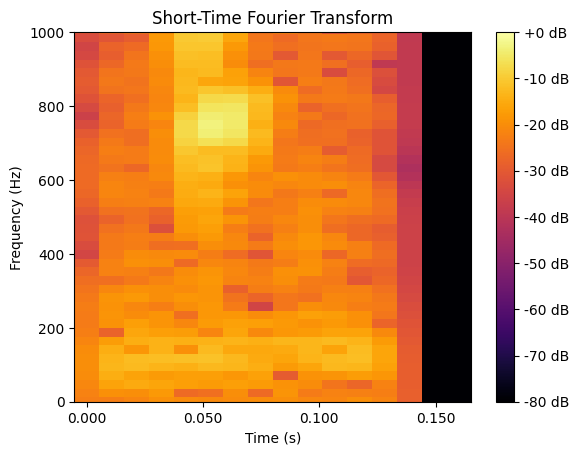 Short-Time Fourier Transform
1000
800
600
400
200
0
Frequency (Hz)
0.000
0.050
0.100
0.150
Time (s)
+0 dB
-10 dB
-20 dB
-30 dB
-40 dB
-50 dB
-60 dB
-70 dB
-80 dB